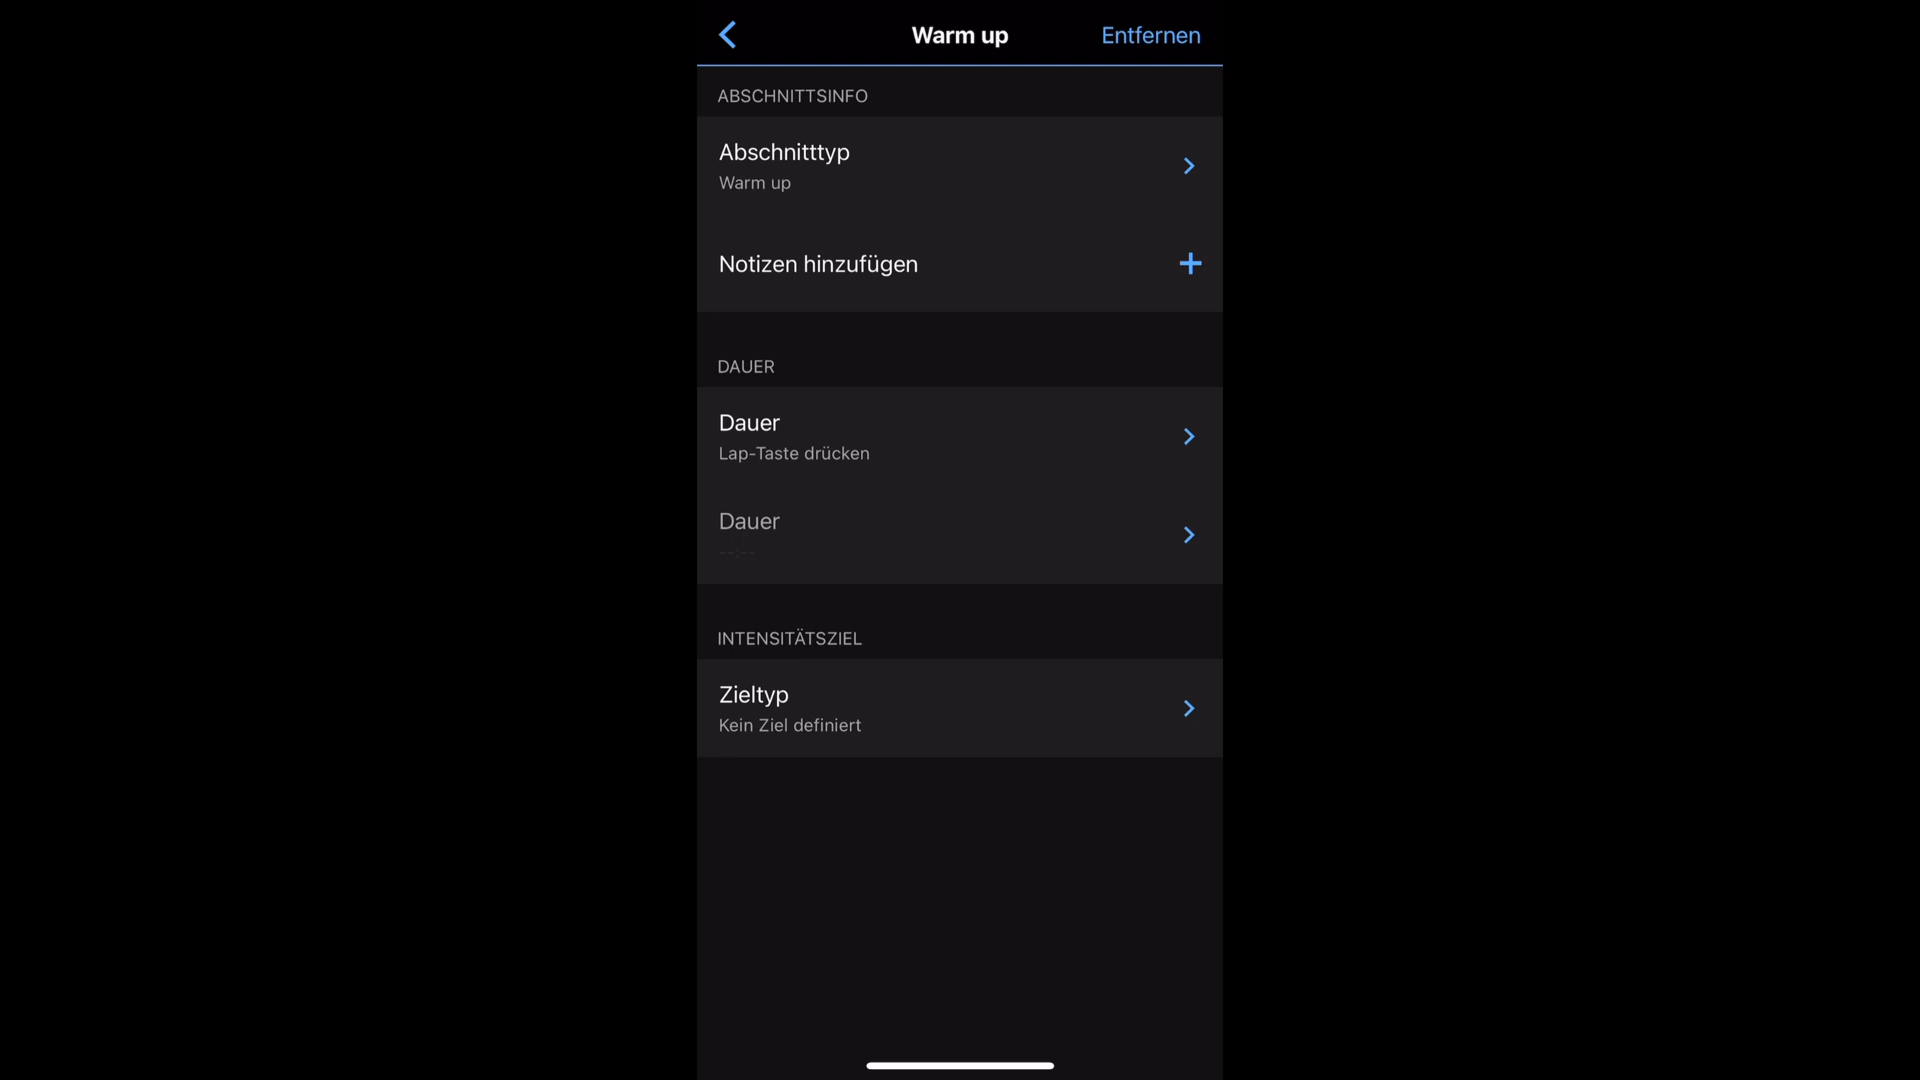 Warm up
Entfernen
ABSCHNITTSINFO
Abschnitttyp
Warm up
Notizen hinzufügen
DAUER
Dauer
Lap-Taste drücken
Dauer
--:--
INTENSITÄTSZIEL
Zieltyp
Kein Ziel definiert